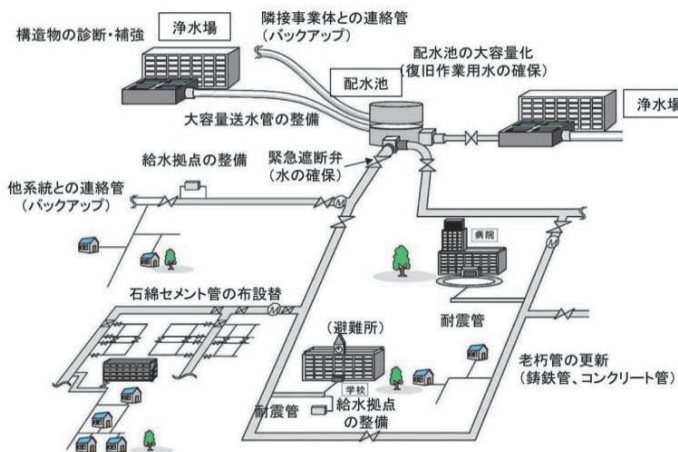 隣接事業体との連絡管
(バックアップ)
浄水場
構造物の診断・補強
配水池の大容量化
(復旧作業用水の確保)
配水池
浄水場
大容量送水管の整備
給水拠点の整備
緊急遮断弁
(水の確保)
他系統との連絡管
(バックアップ)
M
病院
M
石綿セメント管の布設替
M
(避難所)
耐震管
老朽管の更新
(鋳鉄管、コンクリート管)
学校
耐震管
給水拠点
の整備